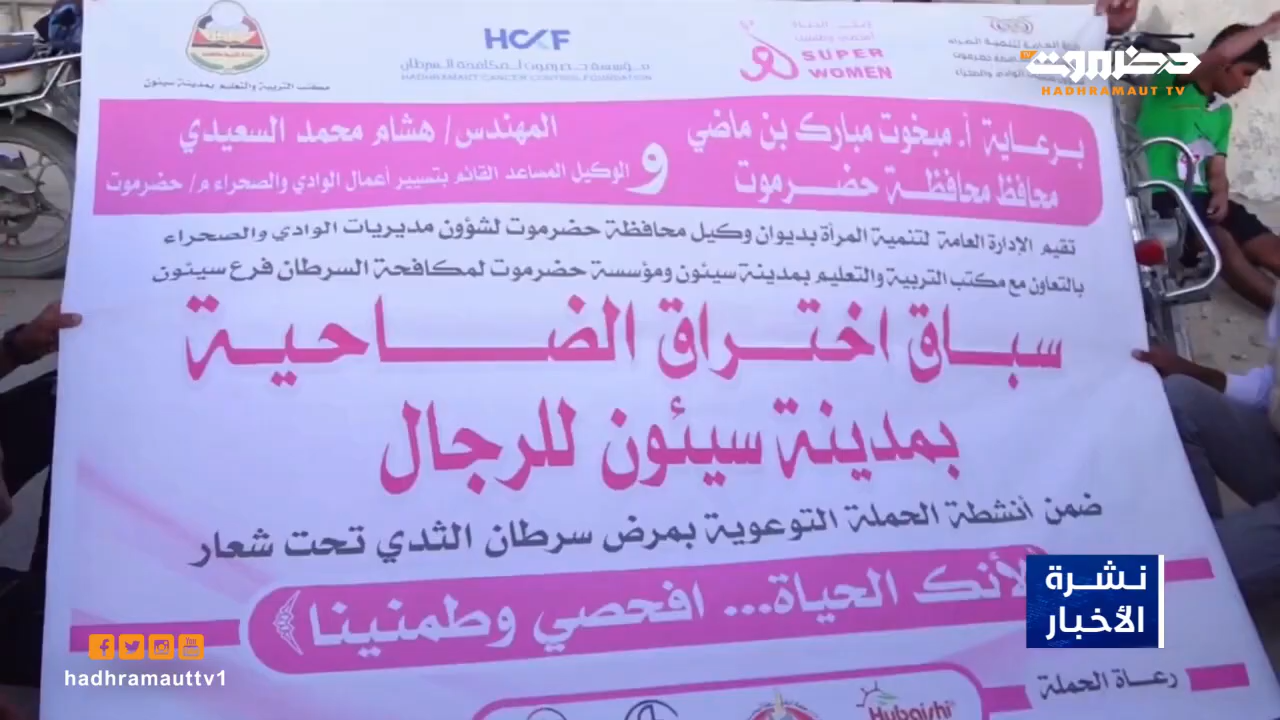 حضرموت TV
HADHRAMAUT TV
SUPER
WOMEN
HCCF
مؤسسة حضرموت لمكافحة السرطان
HADHRAMAUT CANCER CONTROL FOUNDATION
مكتب التربية والتعليم بمدينة سيئون
برعاية أ. مبخوت مبارك بن ماضي
محافظ محافظة حضرموت
و
المهندس/ هشام محمد السعيدي
الوكيل المساعد القائم بتسيير أعمال الوادي والصحراء م/ حضرموت
تقيم الإدارة العامة لتنمية المرأة بديوان وكيل محافظة حضرموت لشؤون مديريات الوادي والصحراء
بالتعاون مع مكتب التربية والتعليم بمدينة سيئون ومؤسسة حضرموت لمكافحة السرطان فرع سيئون
سباق اختراق الضاحية
بمدينة سيئون للرجال
ضمن أنشطة الحملة التوعوية بمرض سرطان الثدي تحت شعار
لأنك الحياة... افحصي وطمنينا
نشرة
الأخبار
رعاة الحملة
Hubaishi
hadhramauttv1